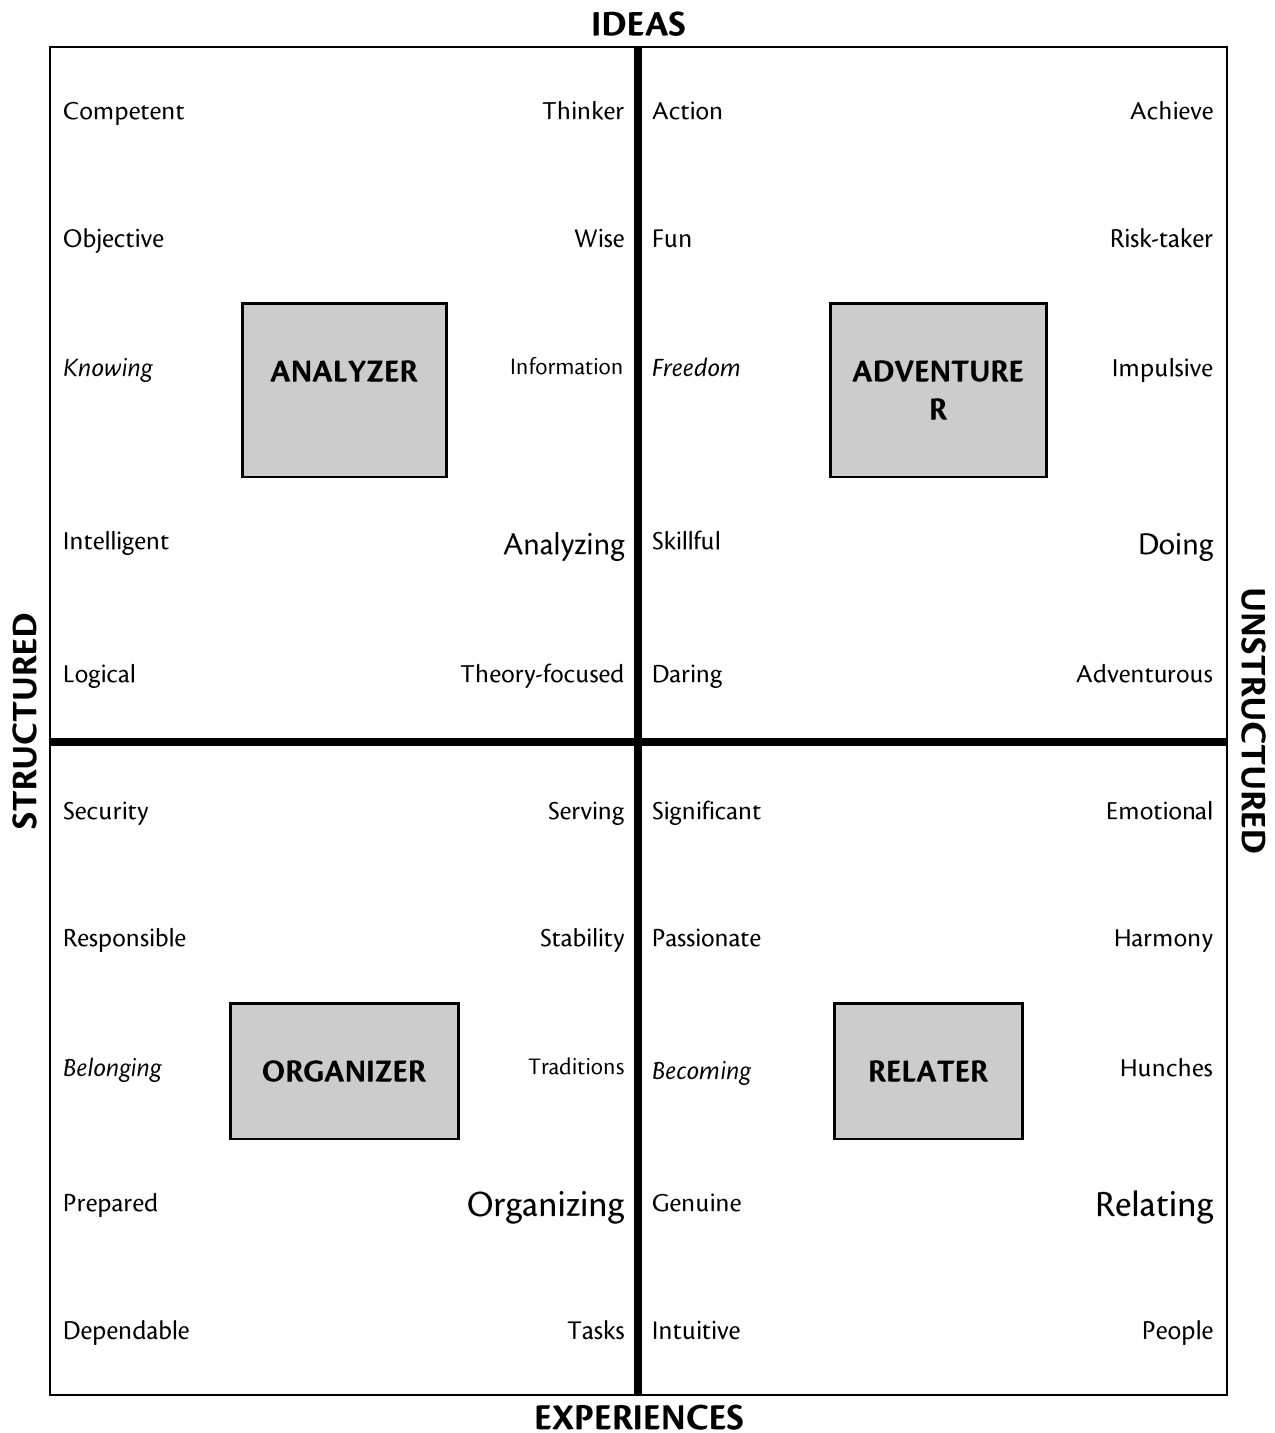 IDEAS
Competent Thinker
Objective Wise
Knowing ANALYZER Information
Intelligent Analyzing
Logical Theory-focused
Action Achieve
Fun Risk-taker
Freedom ADVENTURE Impulsive
R
Skillful Doing
Daring Adventurous
STRUCTURED
UNSTRUCTURED
Security Serving
Responsible Stability
Belonging ORGANIZER Traditions
Prepared Organizing
Dependable Tasks
Significant Emotional
Passionate Harmony
Becoming RELATER Hunches
Genuine Relating
Intuitive People
EXPERIENCES